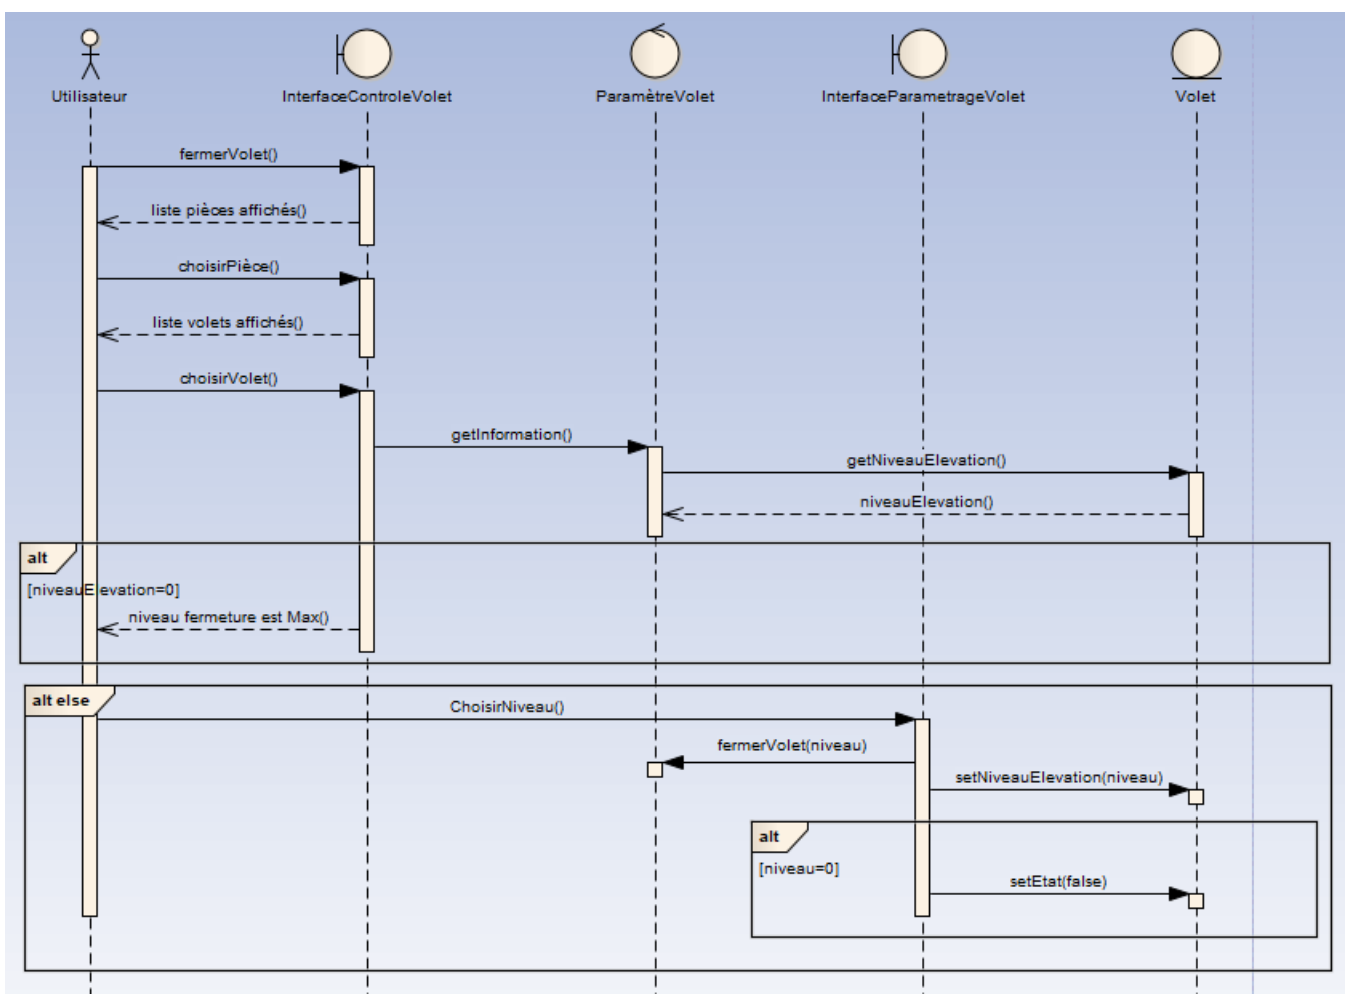 Utilisateur
InterfaceControleVolet
ParamètreVolet
InterfaceParametrageVolet
Volet
fermerVolet()
liste pièces affichés()
choisirPièce()
liste volets affichés()
choisirVolet()
getInformation()
getNiveauElevation()
niveauElevation()
alt
[niveauElevation=0]
niveau fermeture est Max()
alt else
ChoisirNiveau()
fermerVolet(niveau)
setNiveauElevation(niveau)
alt
[niveau=0]
setEtat(false)